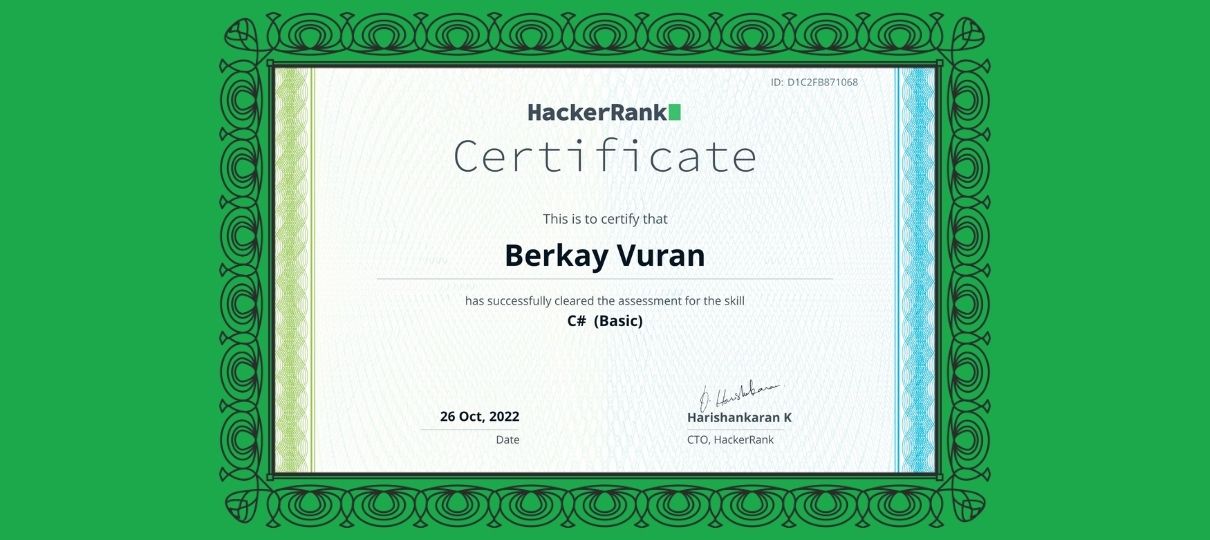 ID: D1C2FB871068
HackerRank
Certificate
This is to certify that
Berkay Vuran
has successfully cleared the assessment for the skill
C# (Basic)
26 Oct, 2022
Date
Harishankaran K
CTO, HackerRank